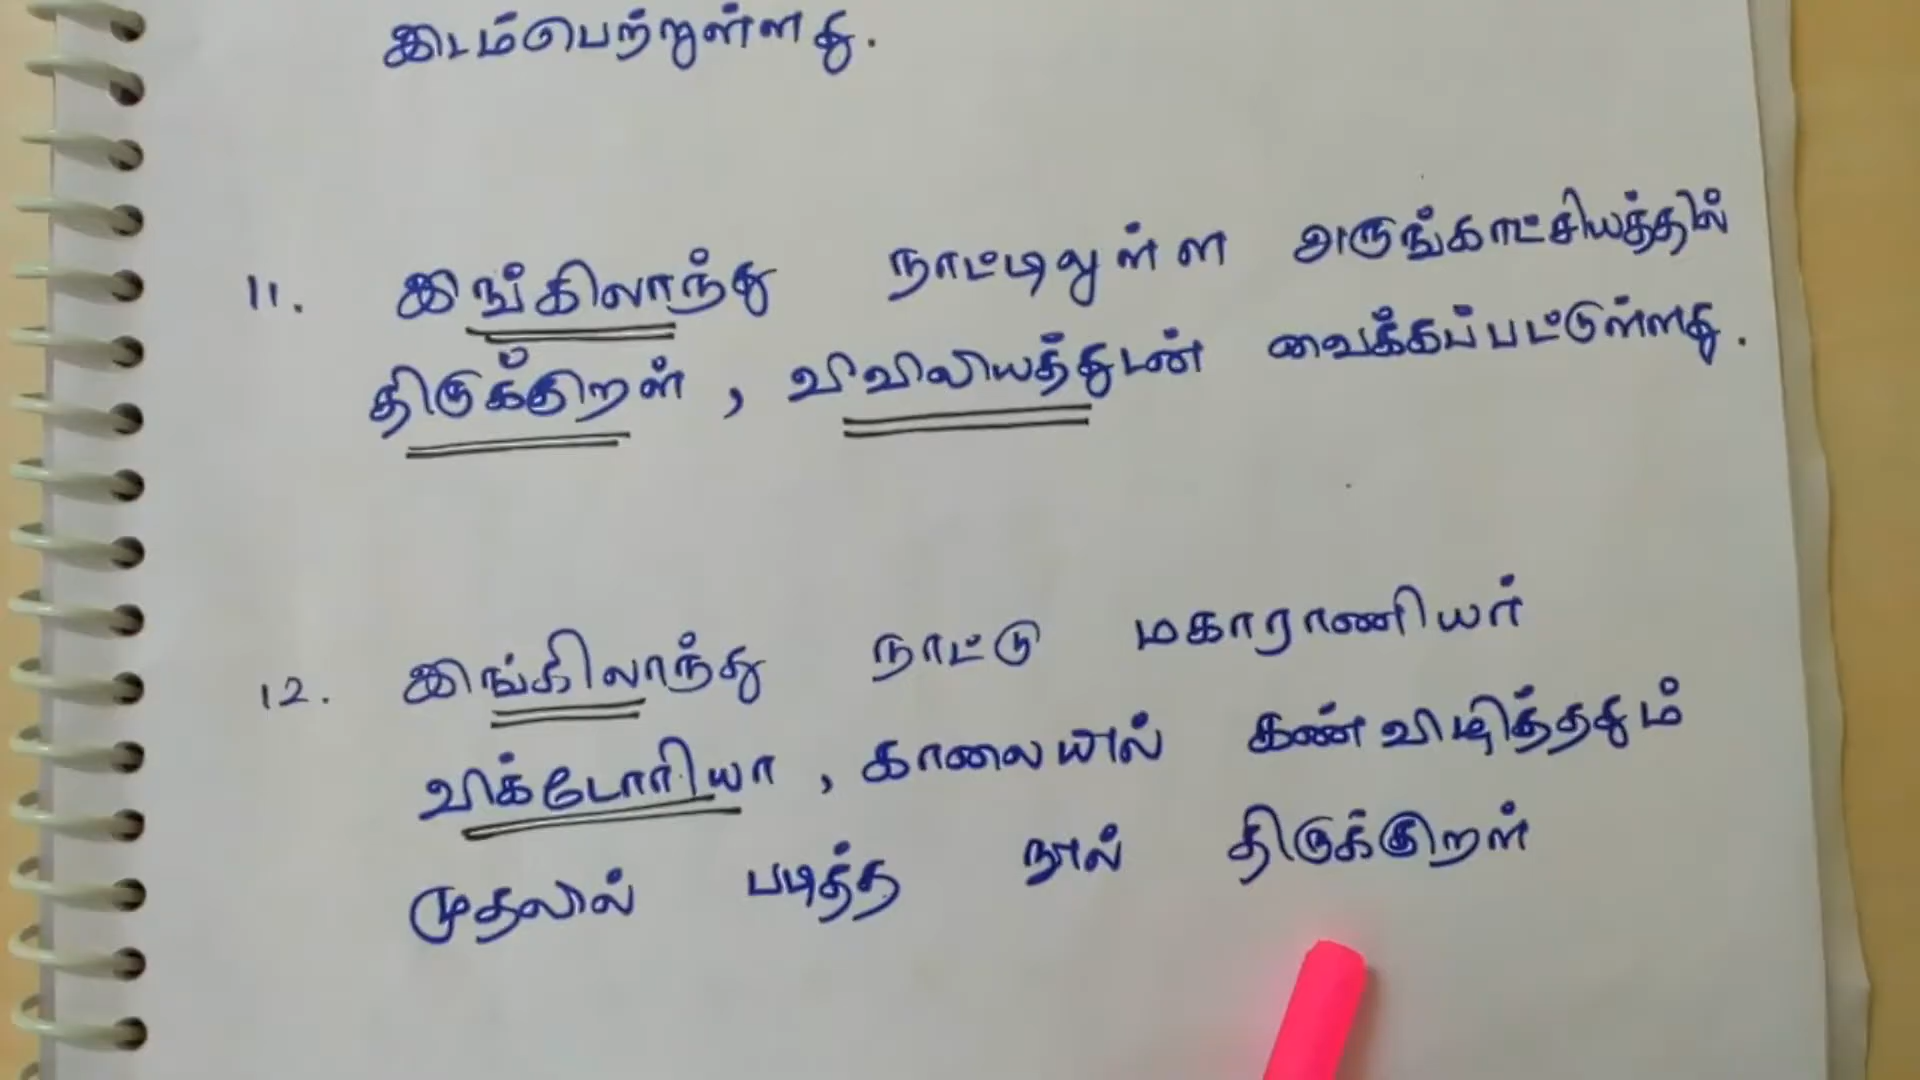 இடம்பெற்றுள்ளது.
11. இங்கிலாந்து நாட்டிலுள்ள அருங்காட்சியத்தில்
திருக்குறள், விவிலியத்துடன் வைக்கப்பட்டுள்ளது.
12. இங்கிலாந்து நாட்டு மகாராணியர்
விக்டோரியா, காலையில் கண்விழித்ததும்
முதலில் படித்த நூல் திருக்குறள்